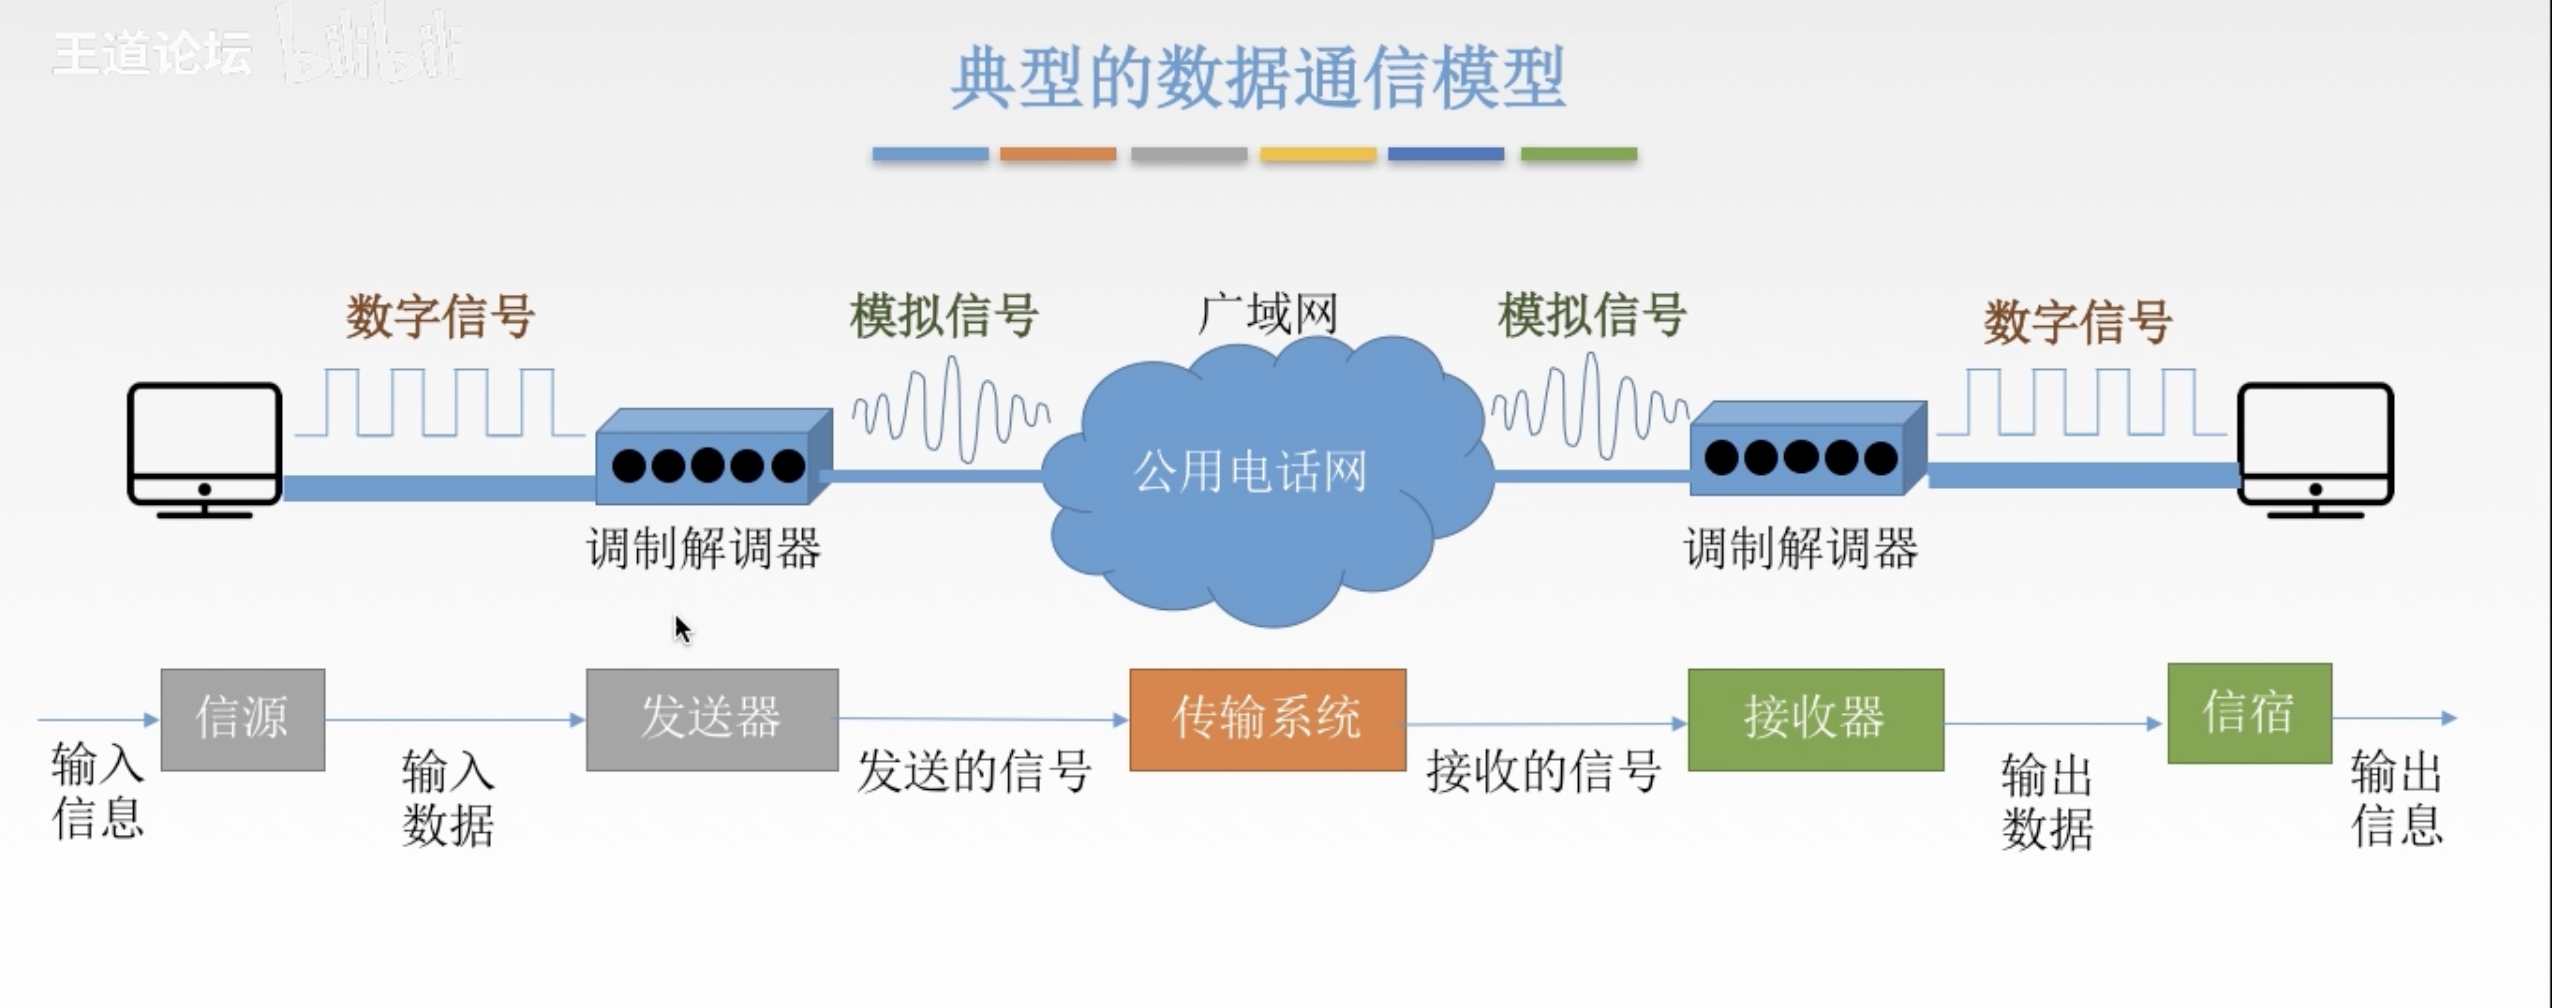 王道论坛 bilibili
典型的数据通信模型
数字信号
模拟信号
广域网
模拟信号
数字信号
公用电话网
调制解调器
调制解调器
信源
发送器
传输系统
接收器
信宿
输入
信息
输入
数据
发送的信号
接收的信号
输出
数据
输出
信息